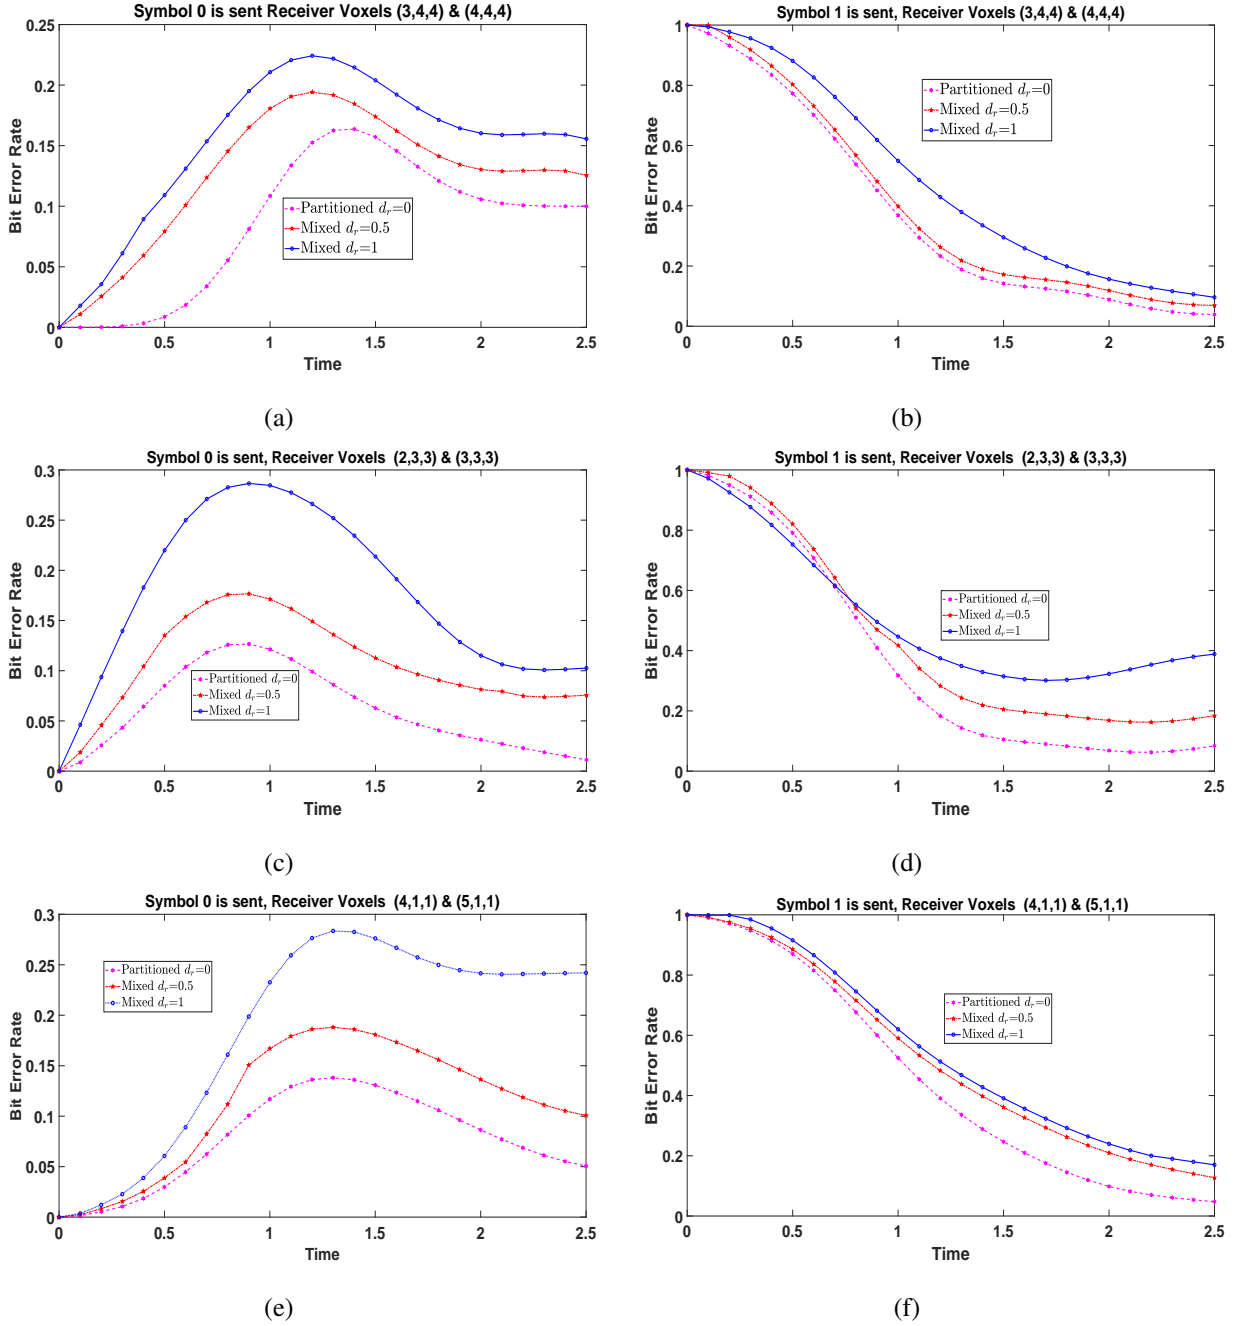 Symbol 0 is sent Receiver Voxels (3,4,4) & (4,4,4)
0.25
0.2
0.15
0.1
0.05
0
Bit Error Rate
Partitioned d_r=0
Mixed d_r=0.5
Mixed d_r=1
0 0.5 1 1.5 2 2.5
Time
(a)
Symbol 1 is sent, Receiver Voxels (3,4,4) & (4,4,4)
1
0.8
0.6
0.4
0.2
0
Bit Error Rate
Partitioned d_r=0
Mixed d_r=0.5
Mixed d_r=1
0 0.5 1 1.5 2 2.5
Time
(b)
Symbol 0 is sent, Receiver Voxels (2,3,3) & (3,3,3)
0.3
0.25
0.2
0.15
0.1
0.05
0
Bit Error Rate
Partitioned d_r=0
Mixed d_r=0.5
Mixed d_r=1
0 0.5 1 1.5 2 2.5
Time
(c)
Symbol 1 is sent, Receiver Voxels (2,3,3) & (3,3,3)
1
0.8
0.6
0.4
0.2
0
Bit Error Rate
Partitioned d_r=0
Mixed d_r=0.5
Mixed d_r=1
0 0.5 1 1.5 2 2.5
Time
(d)
Symbol 0 is sent, Receiver Voxels (4,1,1) & (5,1,1)
0.3
0.25
0.2
0.15
0.1
0.05
0
Bit Error Rate
Partitioned d_r=0
Mixed d_r=0.5
Mixed d_r=1
0 0.5 1 1.5 2 2.5
Time
(e)
Symbol 1 is sent, Receiver Voxels (4,1,1) & (5,1,1)
1
0.8
0.6
0.4
0.2
0
Bit Error Rate
Partitioned d_r=0
Mixed d_r=0.5
Mixed d_r=1
0 0.5 1 1.5 2 2.5
Time
(f)